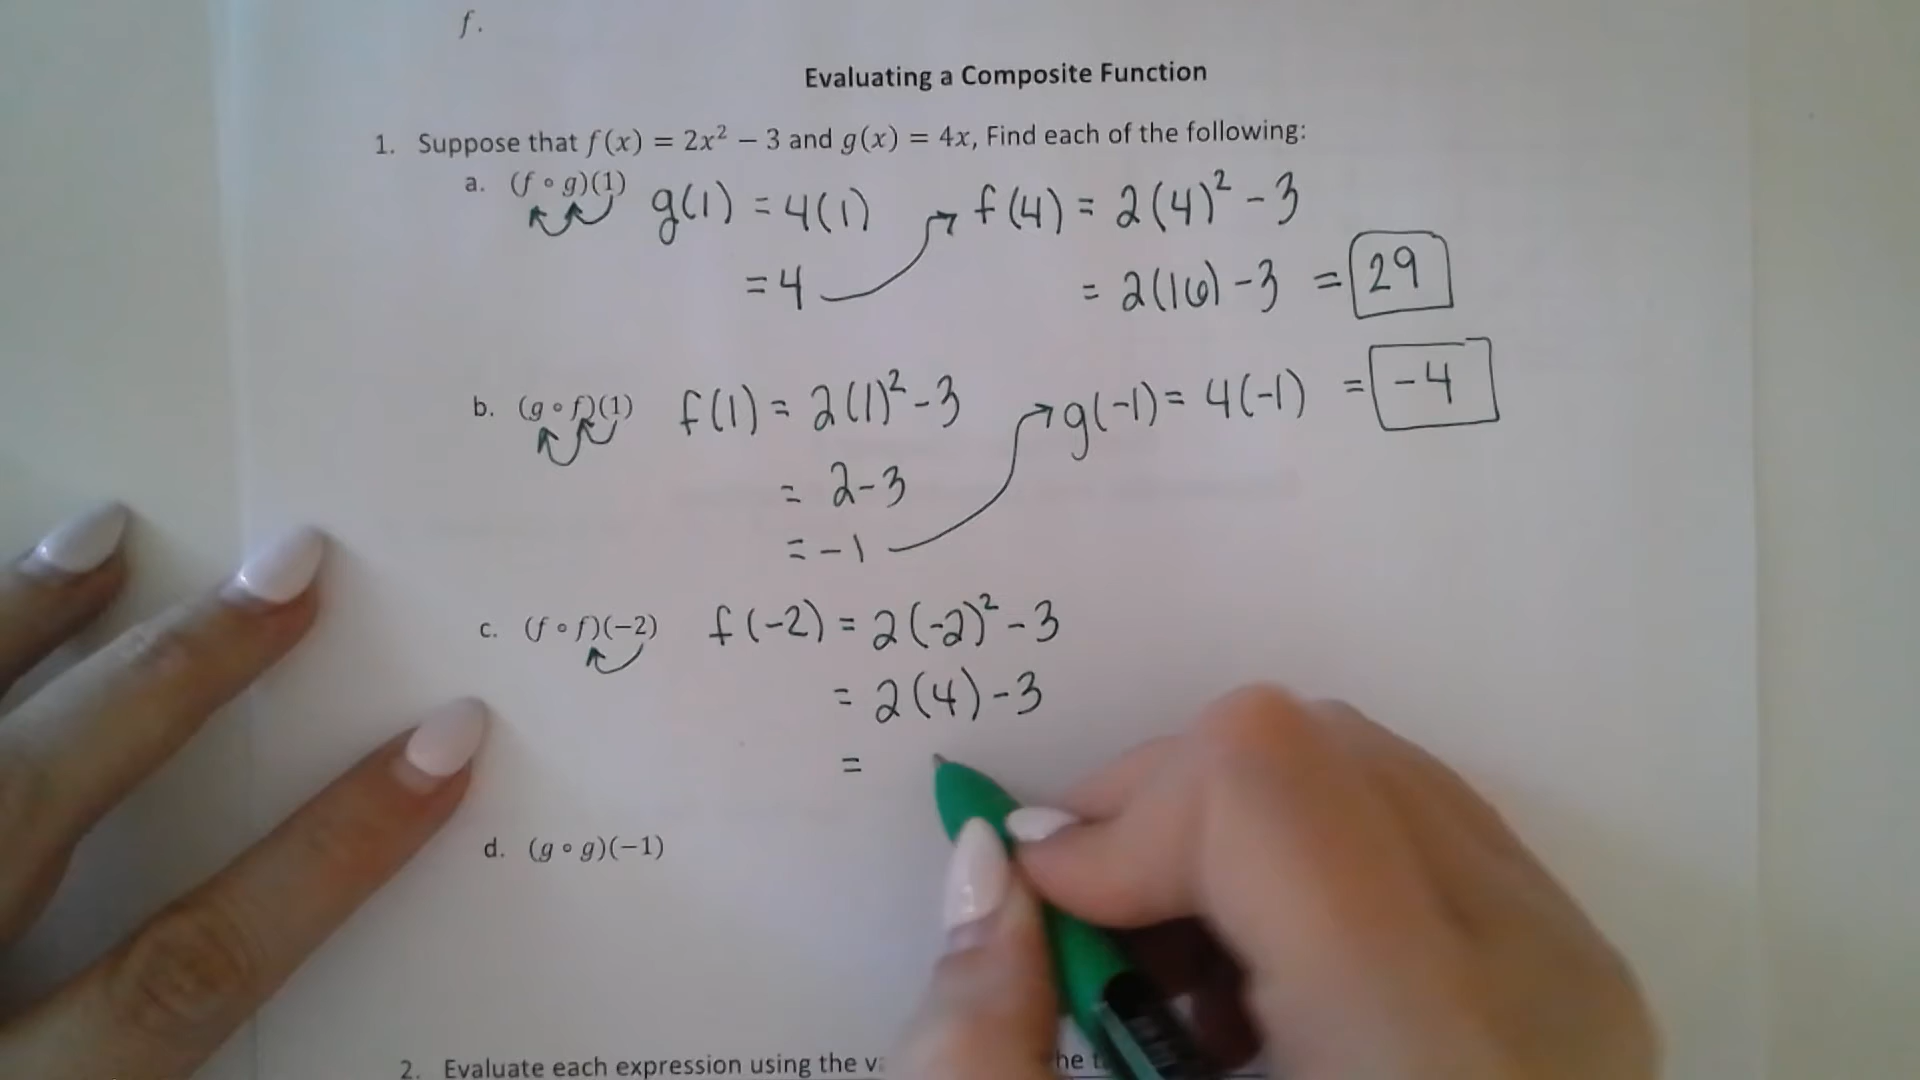 f.
Evaluating a Composite Function
1. Suppose that f(x) = 2x² − 3 and g(x) = 4x, Find each of the following:
a. (f ∘ g)(1) g(1) = 4(1) f(4) = 2(4)² - 3
= 4 = 2(16) - 3 = 29
b. (g ∘ f)(1) f(1) = 2(1)² - 3 g(-1) = 4(-1) = -4
= 2 - 3
= -1
c. (f ∘ f)(−2) f(-2) = 2(-2)² - 3
= 2(4) - 3
=
d. (g ∘ g)(−1)
2. Evaluate each expression using the